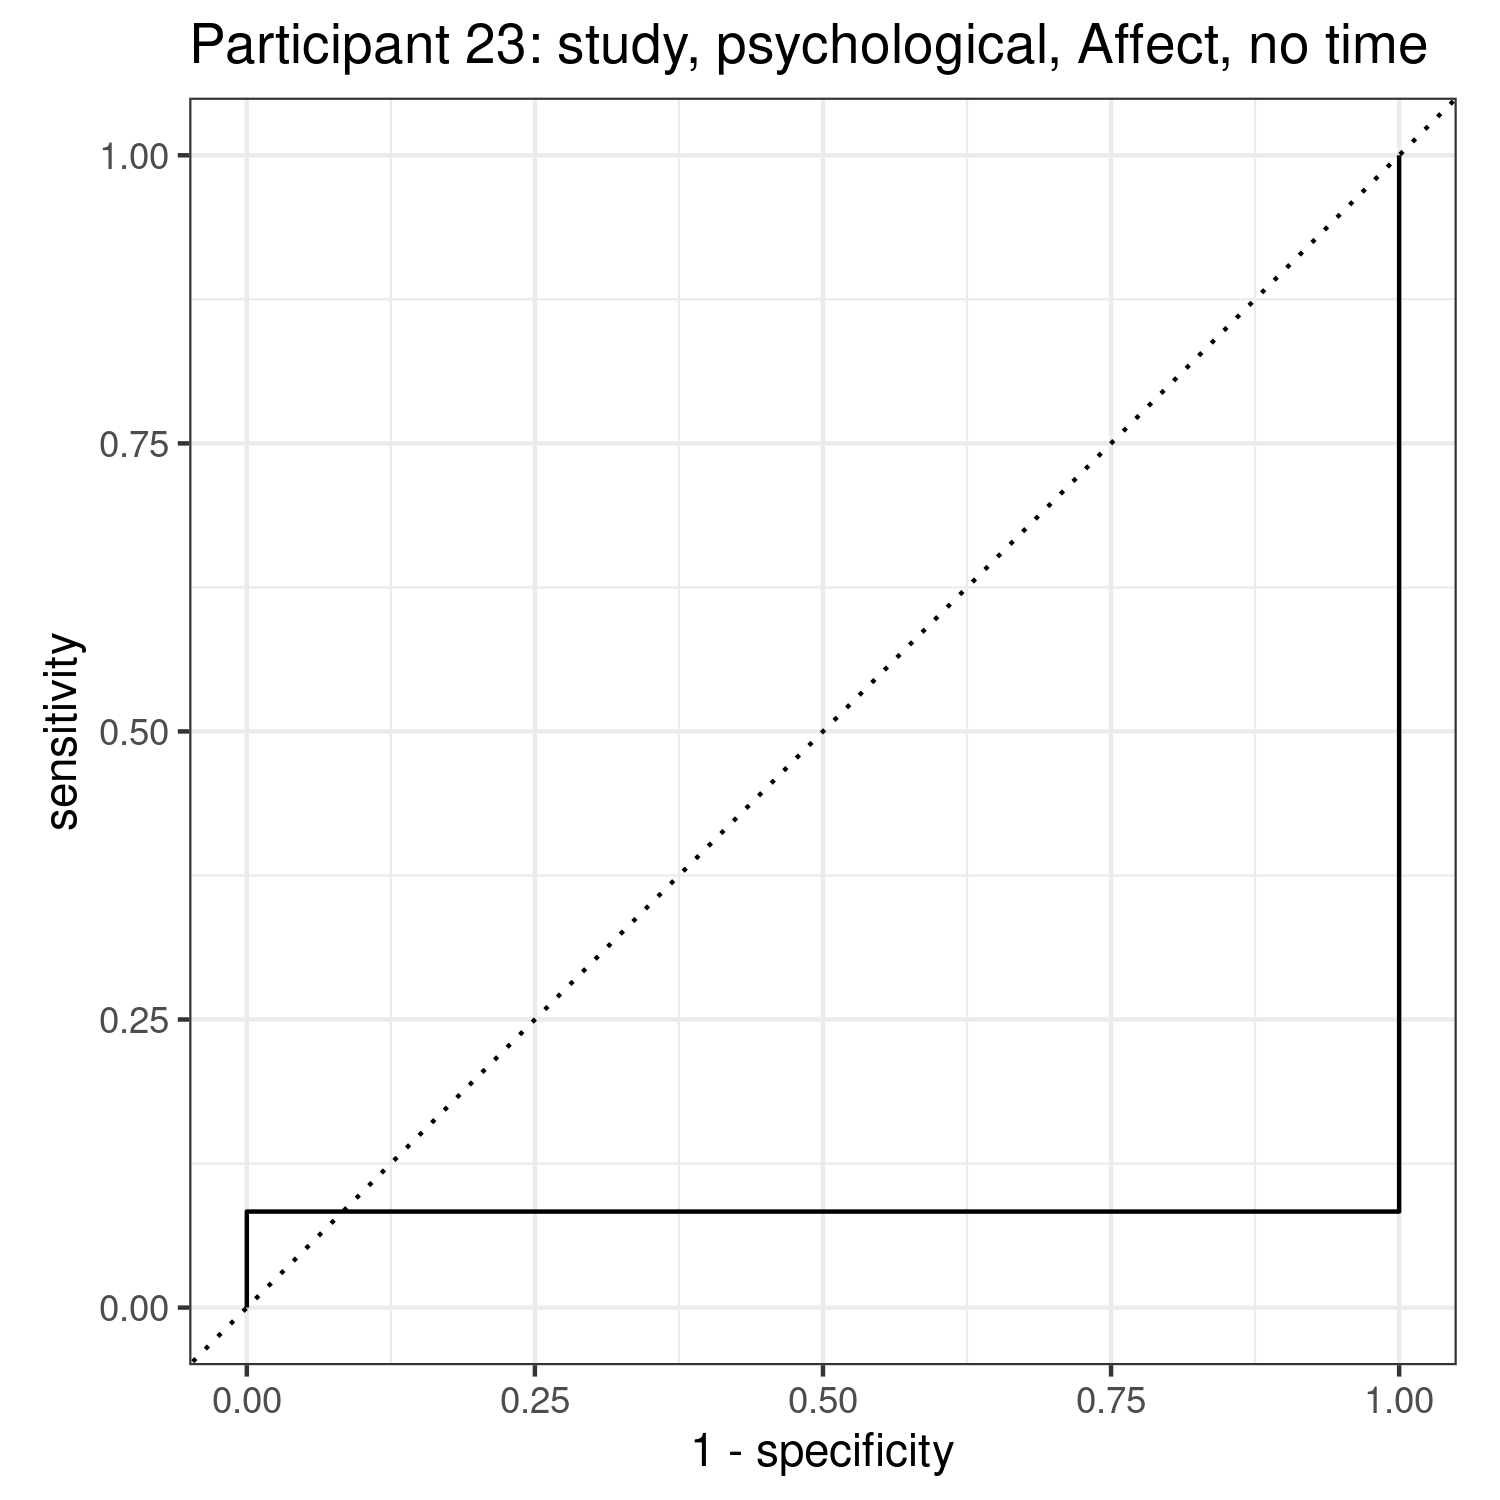 Participant 23: study, psychological, Affect, no time
1.00
0.75
0.50
0.25
0.00
sensitivity
0.00 0.25 0.50 0.75 1.00
1 - specificity